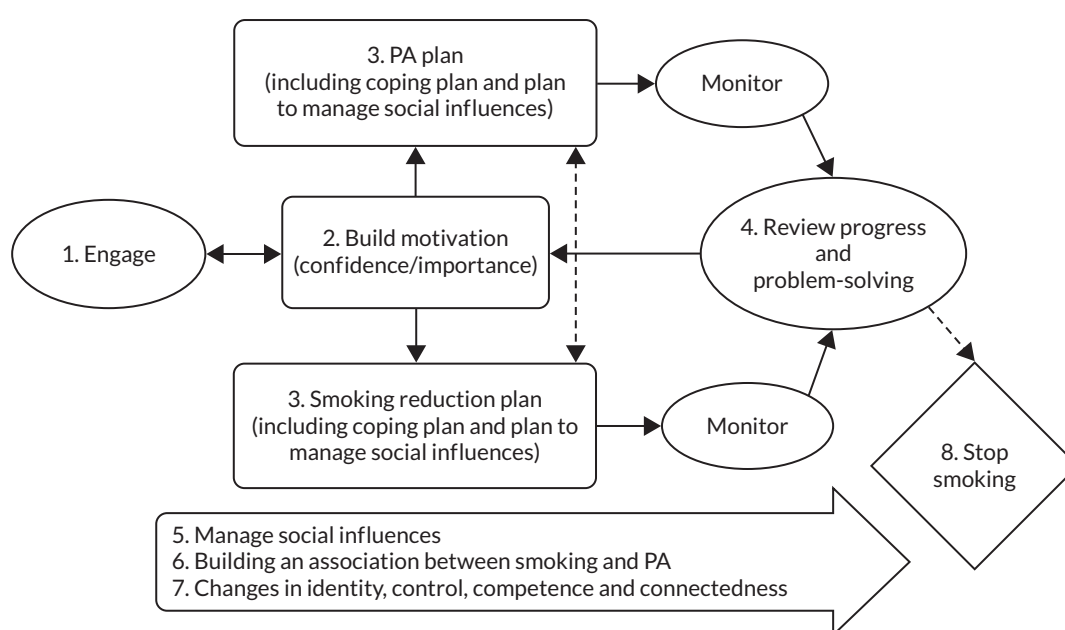 3. PA plan
(including coping plan and plan
to manage social influences)
Monitor
1. Engage
2. Build motivation
(confidence/importance)
4. Review progress
and
problem-solving
3. Smoking reduction plan
(including coping plan and plan to
manage social influences)
Monitor
8. Stop
smoking
5. Manage social influences
6. Building an association between smoking and PA
7. Changes in identity, control, competence and connectedness